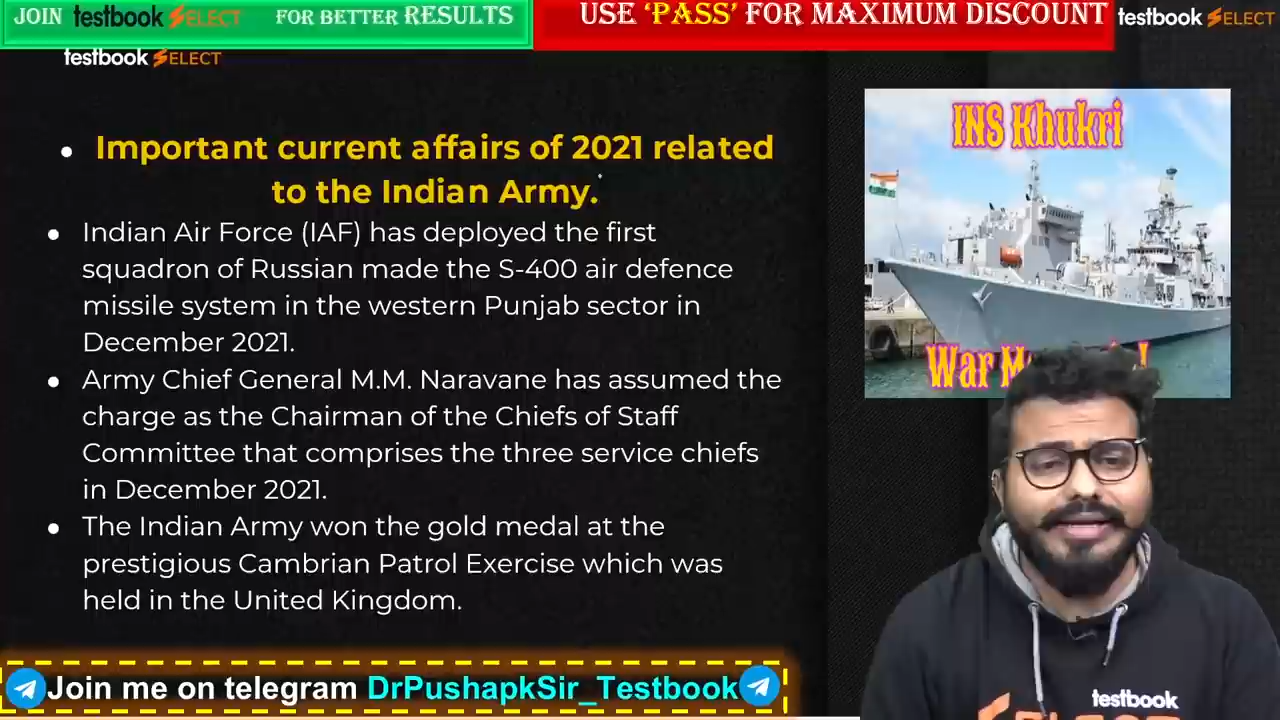 JOIN testbook SELECT FOR BETTER RESULTS
USE ‘PASS’ FOR MAXIMUM DISCOUNT
testbook SELECT
testbook SELECT
• Important current affairs of 2021 related
to the Indian Army.
• Indian Air Force (IAF) has deployed the first
squadron of Russian made the S-400 air defence
missile system in the western Punjab sector in
December 2021.
• Army Chief General M.M. Naravane has assumed the
charge as the Chairman of the Chiefs of Staff
Committee that comprises the three service chiefs
in December 2021.
• The Indian Army won the gold medal at the
prestigious Cambrian Patrol Exercise which was
held in the United Kingdom.
INS Khukri
War
Join me on telegram DrPushapkSir_Testbook
testbook